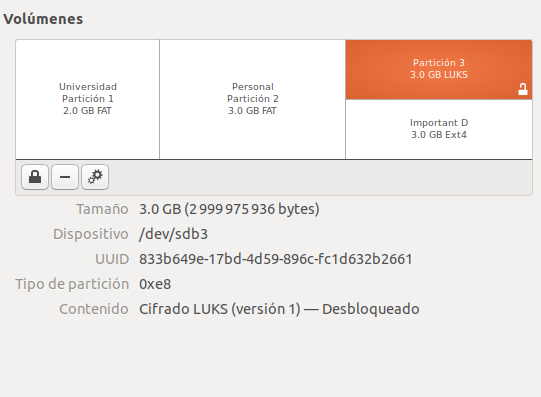 Volúmenes
Universidad
Partición 1
2.0 GB FAT
Personal
Partición 2
3.0 GB FAT
Partición 3
3.0 GB LUKS
Important D
3.0 GB Ext4
Tamaño 3.0 GB (2 999 975 936 bytes)
Dispositivo /dev/sdb3
UUID 833b649e-17bd-4d59-896c-fc1d632b2661
Tipo de partición 0xe8
Contenido Cifrado LUKS (versión 1) — Desbloqueado